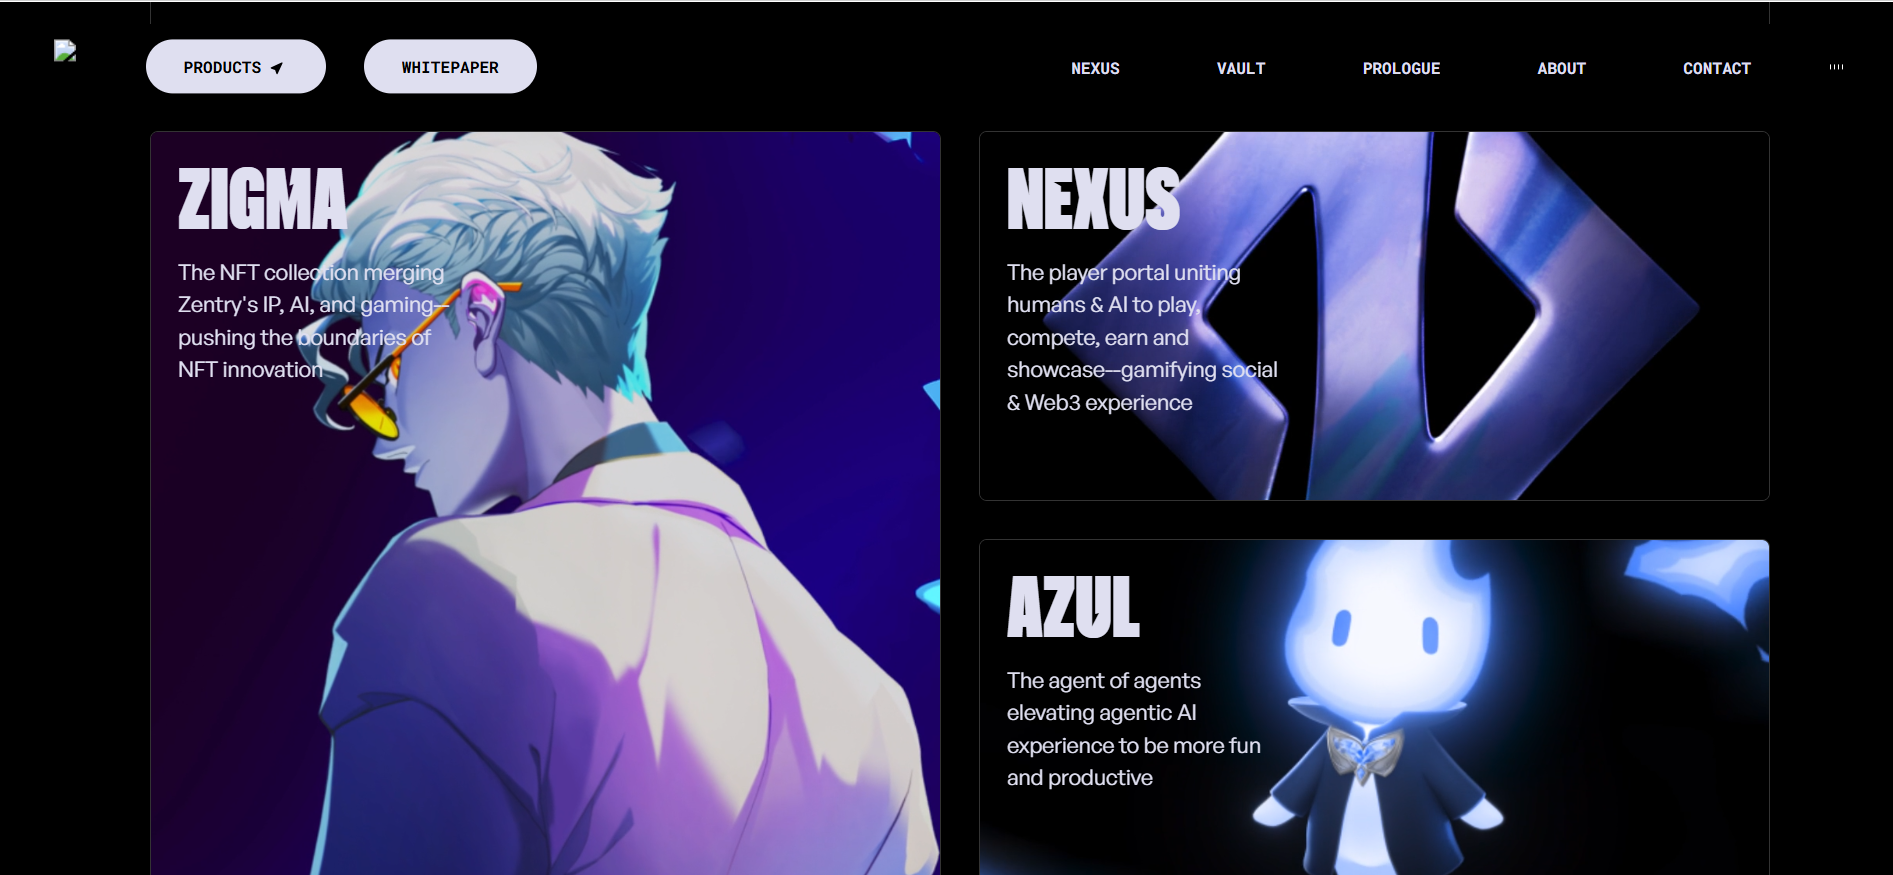 PRODUCTS
WHITEPAPER
NEXUS
VAULT
PROLOGUE
ABOUT
CONTACT
ZIGMA
The NFT collection merging
Zentry's IP, AI, and gaming—
pushing the boundaries of
NFT innovation
NEXUS
The player portal uniting
humans & AI to play,
compete, earn and
showcase--gamifying social
& Web3 experience
AZUL
The agent of agents
elevating agentic AI
experience to be more fun
and productive